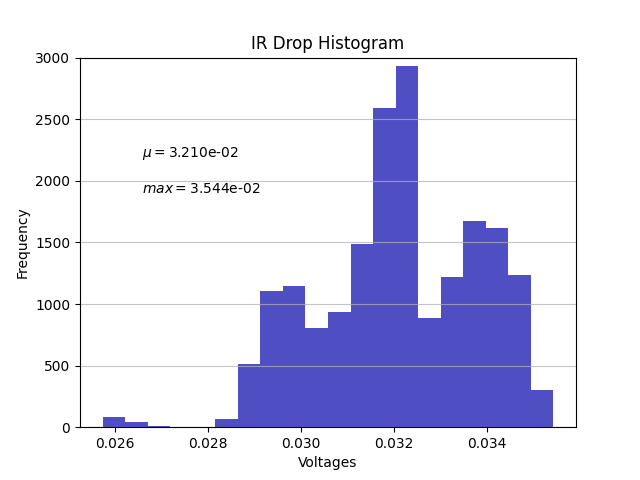 IR Drop Histogram
3000
2500
2000
1500
1000
500
0
Frequency
μ = 3.210e-02
max = 3.544e-02
0.026 0.028 0.030 0.032 0.034
Voltages